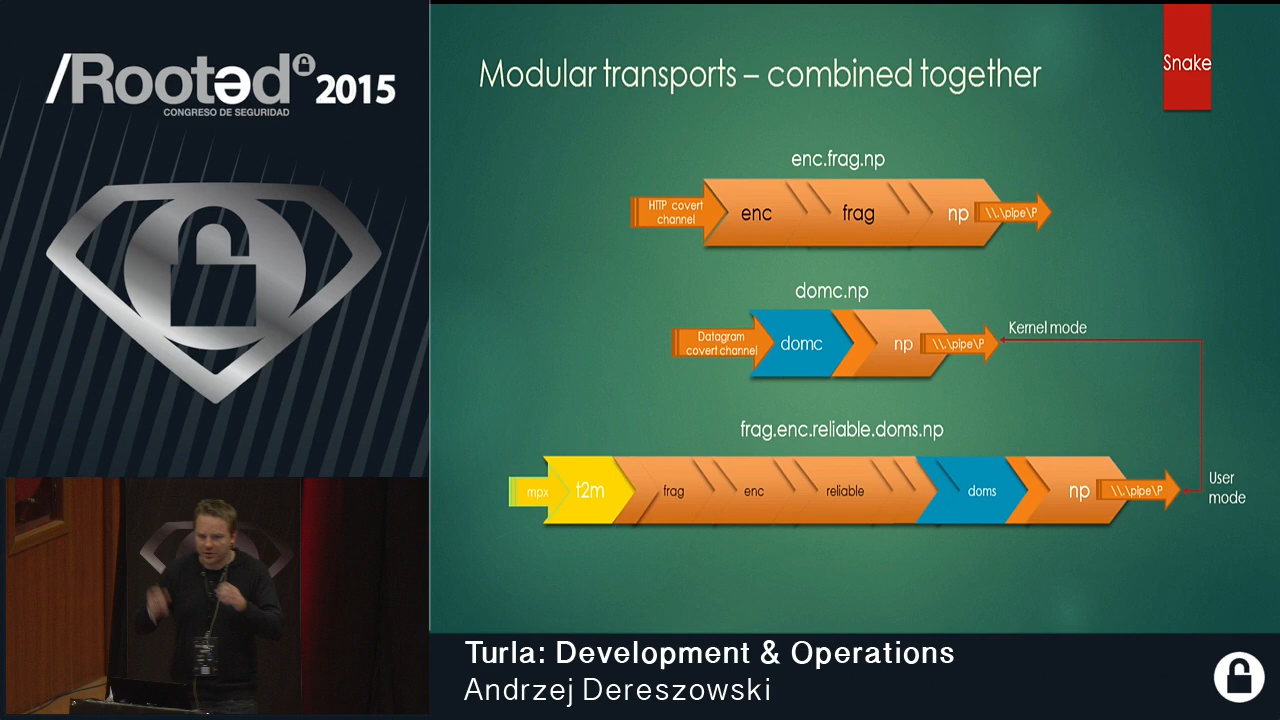 /Rootəd 2015
CONGRESO DE SEGURIDAD
Modular transports – combined together
Snake
enc.frag.np
HTTP covert
channel
enc
frag
np
\\.\pipe\P
domc.np
Datagram
covert channel
domc
np
\\.\pipe\P
Kernel mode
frag.enc.reliable.doms.np
mpx
t2m
frag
enc
reliable
doms
np
\\.\pipe\P
User
mode
Turla: Development & Operations
Andrzej Dereszowski